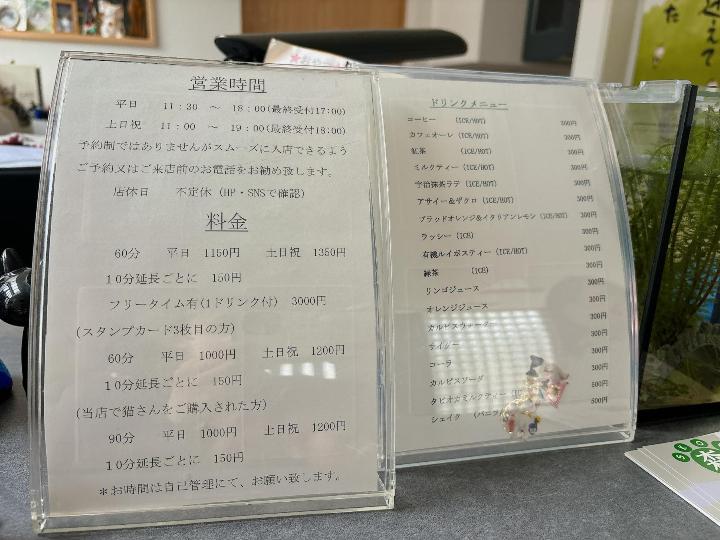 営業時間
平日 11:30 ～ 18:00(最終受付17:00)
土日祝 11:00 ～ 19:00(最終受付18:00)
予約制ではありませんがスムーズに入店できるよう
ご予約又はご来店前のお電話をお勧め致します。
店休日 不定休(HP・SNSで確認)
料金
60分 平日 1150円 土日祝 1350円
10分延長ごとに 150円
フリータイム有(1ドリンク付) 3000円
(スタンプカード3枚目の方)
60分 平日 1000円 土日祝 1200円
10分延長ごとに 150円
(当店で猫さんをご購入された方)
90分 平日 1000円 土日祝 1200円
10分延長ごとに 150円
*お時間は自己管理にて、お願い致します。
ドリンクメニュー
コーヒー (ICE/HOT) 300円
カフェオーレ (ICE/HOT) 300円
紅茶 (ICE/HOT) 300円
ミルクティー (ICE/HOT) 300円
宇治抹茶ラテ (ICE/HOT) 300円
アサイー&ザクロ (ICE/HOT) 300円
ブラッドオレンジ&イタリアンレモン (ICE/HOT) 300円
ラッシー (ICE) 300円
有機ルイボスティー (ICE/HOT) 300円
緑茶 (ICE) 300円
リンゴジュース 300円
オレンジジュース 300円
カルピスウォーター 300円
サイダー 300円
コーラ 300円
カルピスソーダ 300円
タピオカミルクティー 500円
シェイク (バニラ 500円
迎えて
た